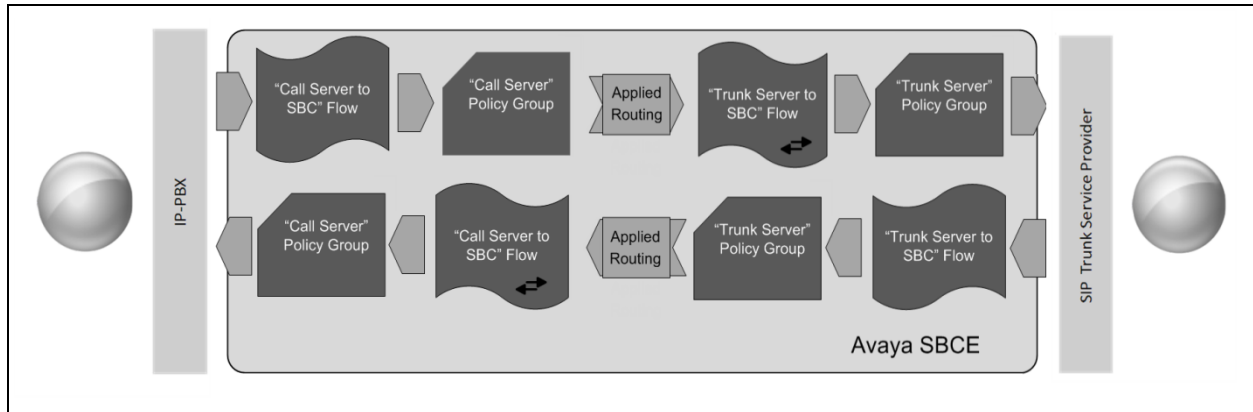 IP-PBX
“Call Server to
SBC” Flow
“Call Server”
Policy Group
Applied
Routing
“Trunk Server to
SBC” Flow
“Trunk Server”
Policy Group
“Call Server”
Policy Group
“Call Server to
SBC” Flow
Applied
Routing
“Trunk Server”
Policy Group
“Trunk Server to
SBC” Flow
Avaya SBCE
SIP Trunk Service Provider